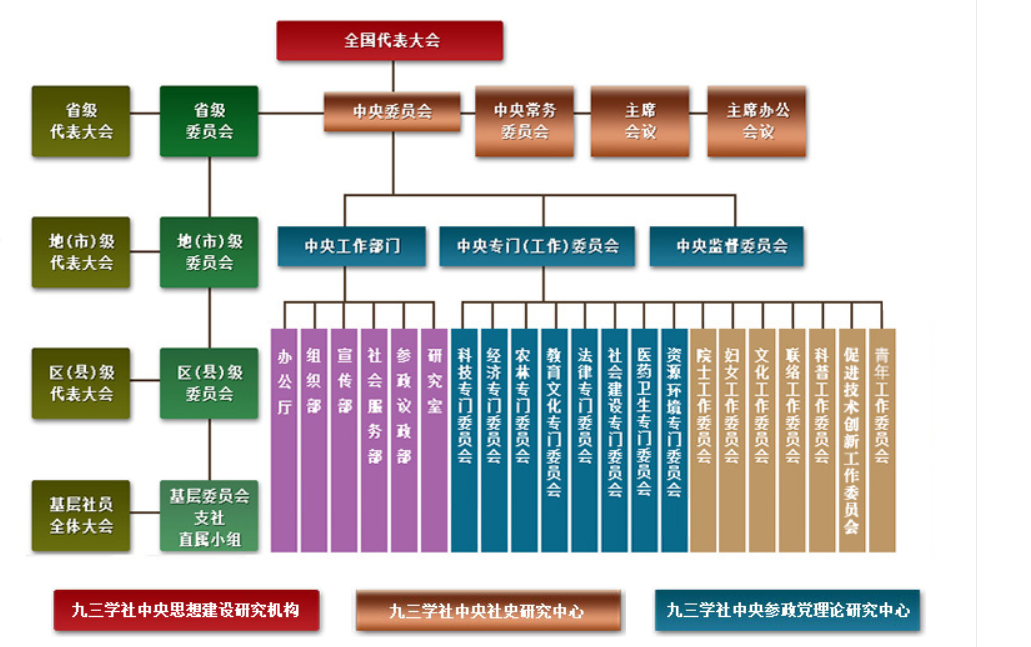 全国代表大会
省级
代表大会
省级
委员会
中央委员会
中央常务
委员会
主席
会议
主席办公
会议
地(市)级
代表大会
地(市)级
委员会
中央工作部门
中央专门(工作)委员会
中央监督委员会
区(县)级
代表大会
区(县)级
委员会
基层社员
全体大会
基层委员会
支社
直属小组
办公厅
组织部
宣传部
社会服务部
参政议政部
研究室
科技专门委员会
经济专门委员会
农林专门委员会
教育文化专门委员会
法律专门委员会
社会建设专门委员会
医药卫生专门委员会
资源环境专门委员会
院士工作委员会
妇女工作委员会
文化工作委员会
联络工作委员会
科普工作委员会
促进技术创新工作委员会
青年工作委员会
九三学社中央思想建设研究机构
九三学社中央社史研究中心
九三学社中央参政党理论研究中心